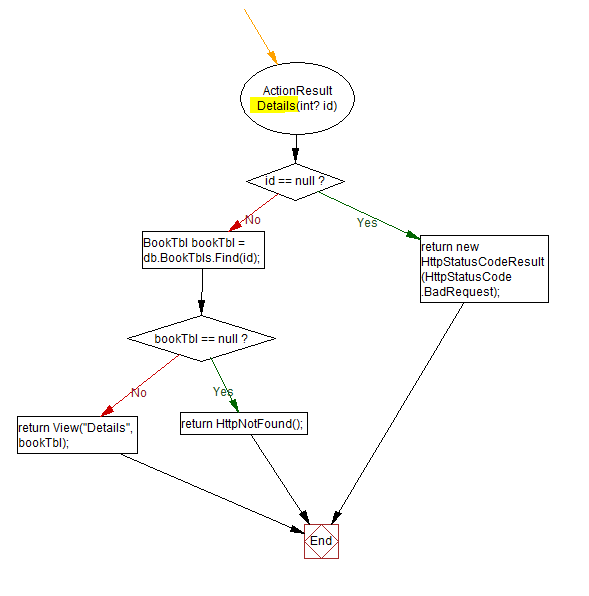 ActionResult
Details(int? id)
id == null ?
No
Yes
BookTbl bookTbl =
db.BookTbls.Find(id);
return new
HttpStatusCodeResult
(HttpStatusCode
.BadRequest);
bookTbl == null ?
No
Yes
return View("Details",
bookTbl);
return HttpNotFound();
End